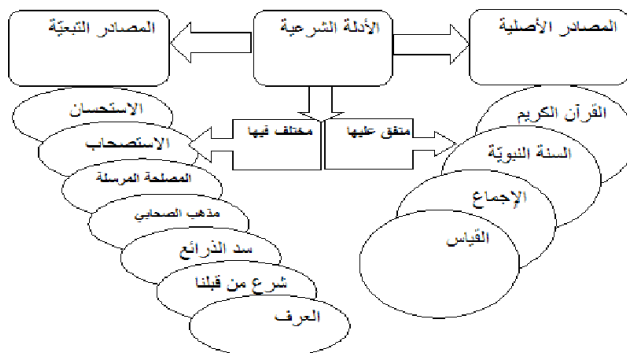 المصادر الأصلية
الأدلة الشرعية
المصادر التبعيّة
متفق عليها
مختلف فيها
القرآن الكريم
السنة النبويّة
الإجماع
القياس
الاستحسان
الاستصحاب
المصلحة المرسلة
مذهب الصحابي
سد الذرائع
شرع من قبلنا
العرف